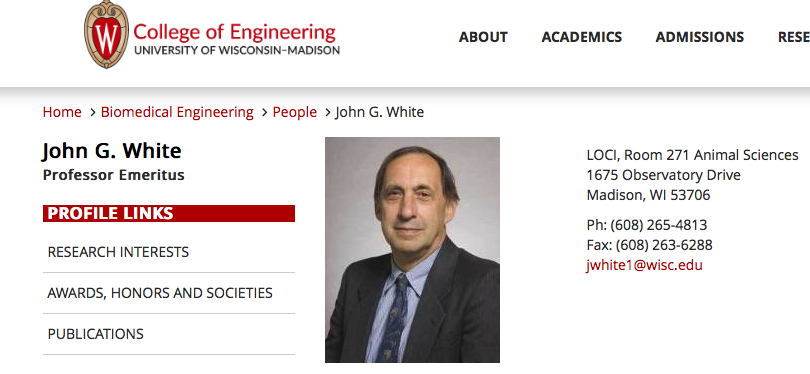 W
College of Engineering
UNIVERSITY OF WISCONSIN–MADISON
ABOUT ACADEMICS ADMISSIONS RESE
Home > Biomedical Engineering > People > John G. White
John G. White
Professor Emeritus
PROFILE LINKS
RESEARCH INTERESTS
AWARDS, HONORS AND SOCIETIES
PUBLICATIONS
LOCI, Room 271 Animal Sciences
1675 Observatory Drive
Madison, WI 53706
Ph: (608) 265-4813
Fax: (608) 263-6288
jwhite1@wisc.edu